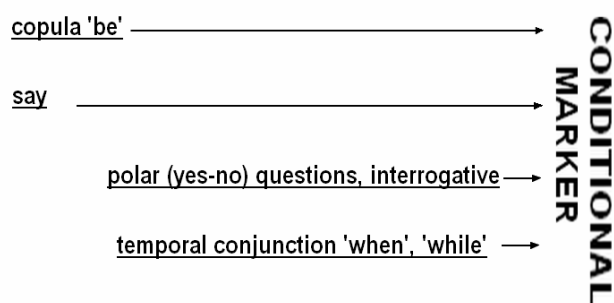 copula 'be'
say
polar (yes-no) questions, interrogative
temporal conjunction 'when', 'while'
CONDITIONAL
MARKER